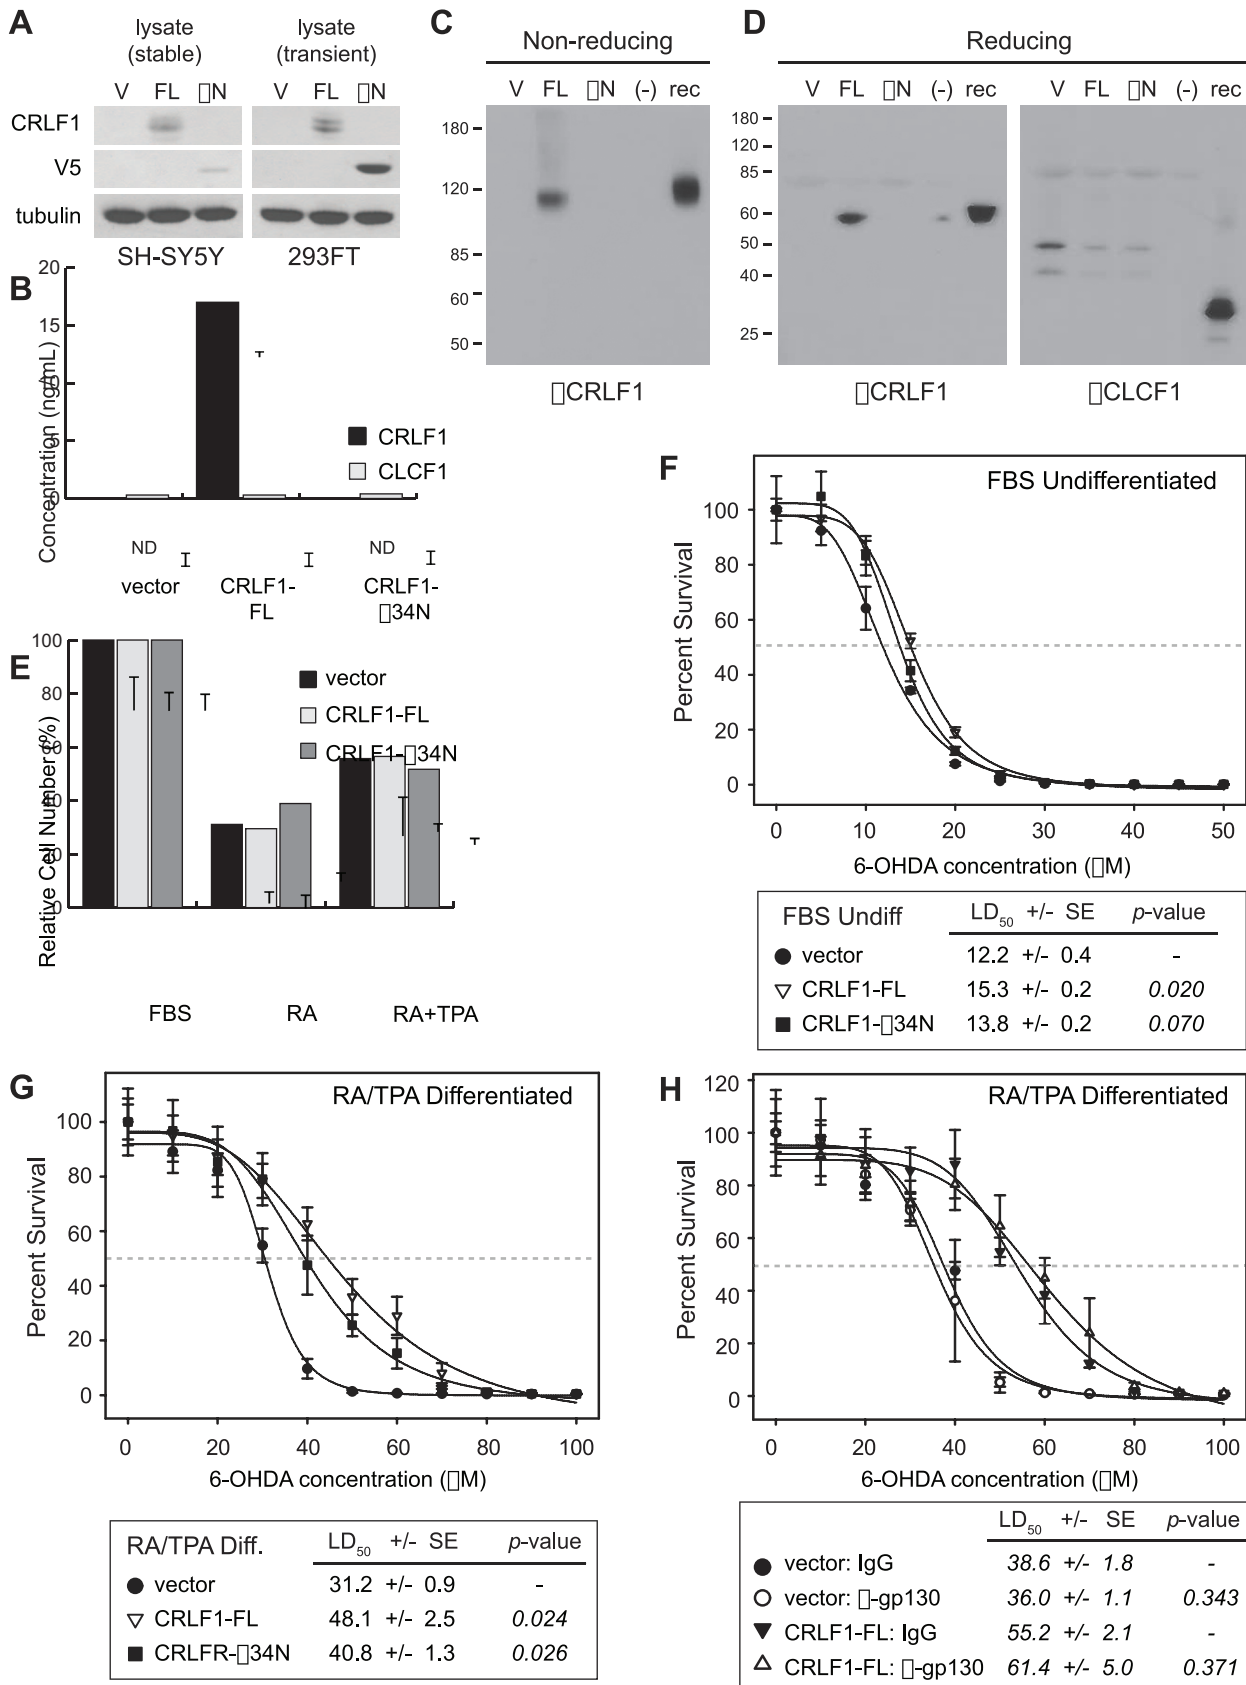 A
lysate
(stable)
lysate
(transient)
V FL ▯N V FL ▯N
CRLF1
V5
tubulin
SH-SY5Y 293FT
B
Concentration (ng/mL)
20
15
10
5
0
CRLF1
CLCF1
ND
ND
vector
CRLF1-
FL
CRLF1-
▯34N
C
Non-reducing
V FL ▯N (-) rec
180
120
85
60
50
▯CRLF1
D
Reducing
V FL ▯N (-) rec V FL ▯N (-) rec
180
120
85
60
50
40
25
▯CRLF1
▯CLCF1
E
Relative Cell Number (%)
100
80
60
40
20
0
vector
CRLF1-FL
CRLF1-▯34N
FBS RA RA+TPA
F
FBS Undifferentiated
Percent Survival
100
80
60
40
20
0
0 10 20 30 40 50
6-OHDA concentration (▯M)
FBS Undiff LD50 +/- SE p-value
vector 12.2 +/- 0.4 -
CRLF1-FL 15.3 +/- 0.2 0.020
CRLF1-▯34N 13.8 +/- 0.2 0.070
G
RA/TPA Differentiated
Percent Survival
100
80
60
40
20
0
0 20 40 60 80 100
6-OHDA concentration (▯M)
RA/TPA Diff. LD50 +/- SE p-value
vector 31.2 +/- 0.9 -
CRLF1-FL 48.1 +/- 2.5 0.024
CRLFR-▯34N 40.8 +/- 1.3 0.026
H
RA/TPA Differentiated
Percent Survival
120
100
80
60
40
20
0
0 20 40 60 80 100
6-OHDA concentration (▯M)
LD50 +/- SE p-value
vector: IgG 38.6 +/- 1.8 -
vector: ▯-gp130 36.0 +/- 1.1 0.343
CRLF1-FL: IgG 55.2 +/- 2.1 -
CRLF1-FL: ▯-gp130 61.4 +/- 5.0 0.371